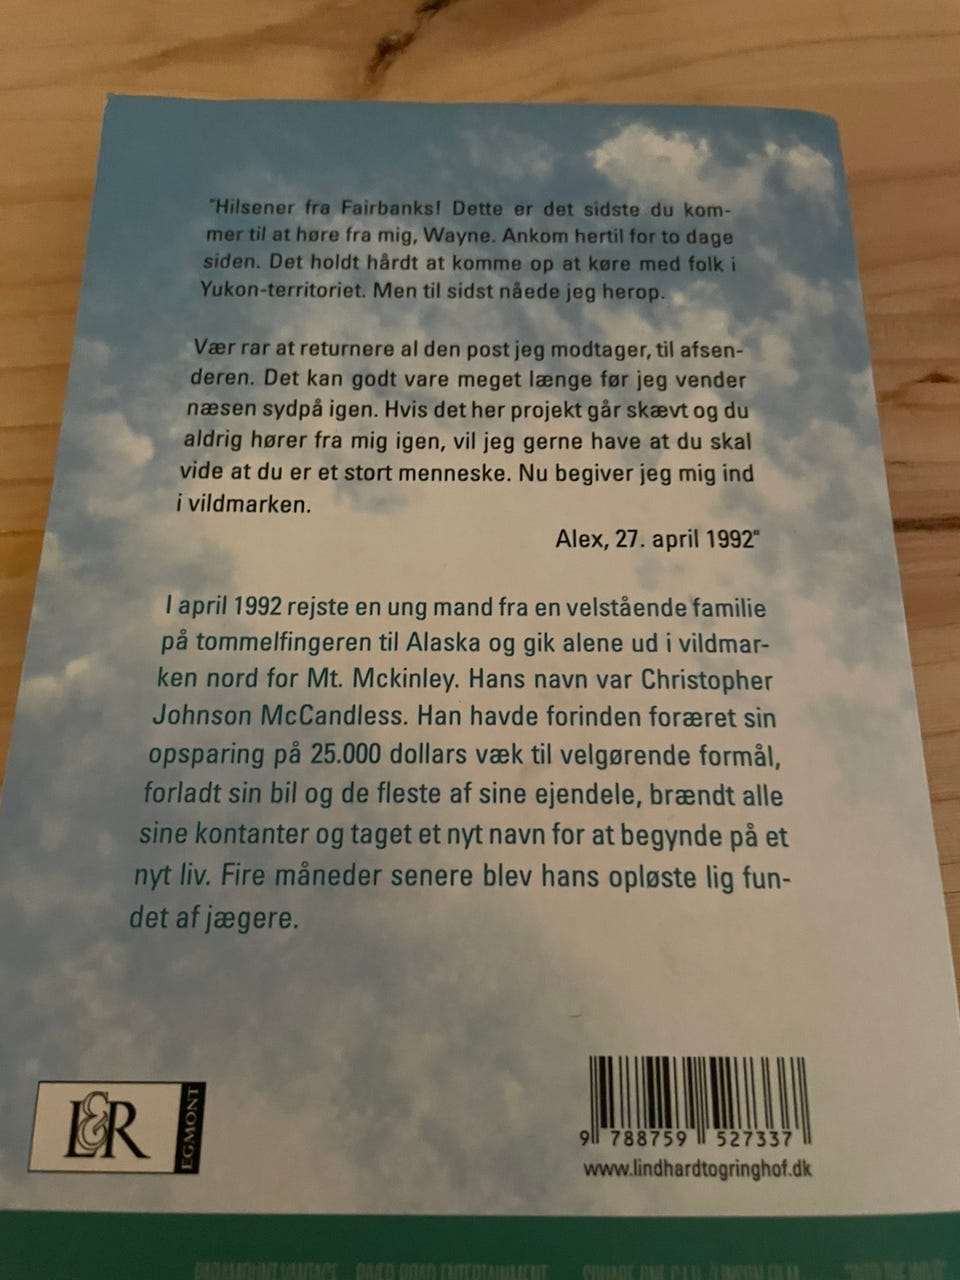 "Hilsener fra Fairbanks! Dette er det sidste du kom-
mer til at høre fra mig, Wayne. Ankom hertil for to dage
siden. Det holdt hårdt at komme op at køre med folk i
Yukon-territoriet. Men til sidst nåede jeg herop.
Vær rar at returnere al den post jeg modtager, til afsen-
deren. Det kan godt vare meget længe før jeg vender
næsen sydpå igen. Hvis det her projekt går skævt og du
aldrig hører fra mig igen, vil jeg gerne have at du skal
vide at du er et stort menneske. Nu begiver jeg mig ind
i vildmarken.
Alex, 27. april 1992"
I april 1992 rejste en ung mand fra en velstående familie
på tommelfingeren til Alaska og gik alene ud i vildmar-
ken nord for Mt. Mckinley. Hans navn var Christopher
Johnson McCandless. Han havde forinden foræret sin
opsparing på 25.000 dollars væk til velgørende formål,
forladt sin bil og de fleste af sine ejendele, brændt alle
sine kontanter og taget et nyt navn for at begynde på et
nyt liv. Fire måneder senere blev hans opløste lig fun-
det af jægere.
L&R
EGMONT
9 788759 527337
www.lindhardtogringhof.dk
PARAMOUNT VANTAGE RIVER ROAD ENTERTAINMENT